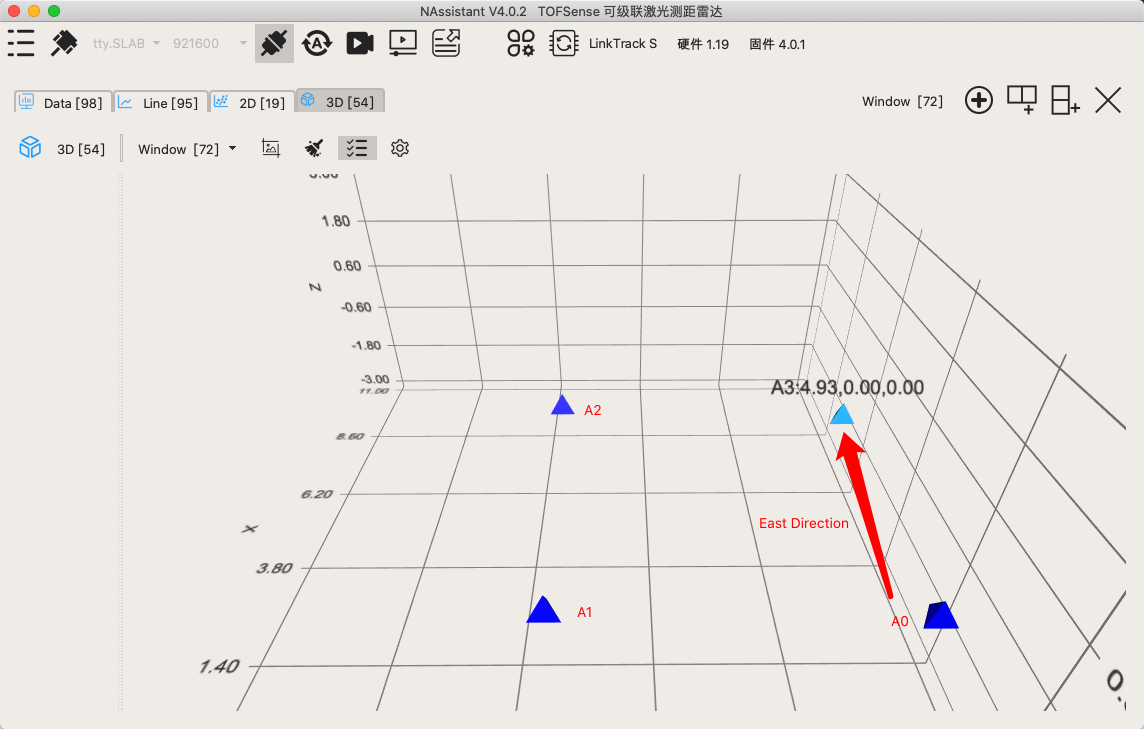 NAssistant V4.0.2 TOFSense 可级联激光测距雷达
tty.SLAB 921600 LinkTrack S 硬件 1.19 固件 4.0.1
Data [98] Line [95] 2D [19] 3D [54] Window [72]
3D [54] Window [72]
1.80
0.60
Z
-0.60
-1.80
-3.00
11.00
A3:4.93,0.00,0.00
A2
8.60
6.20
East Direction
X
3.80
A1
A0
1.40